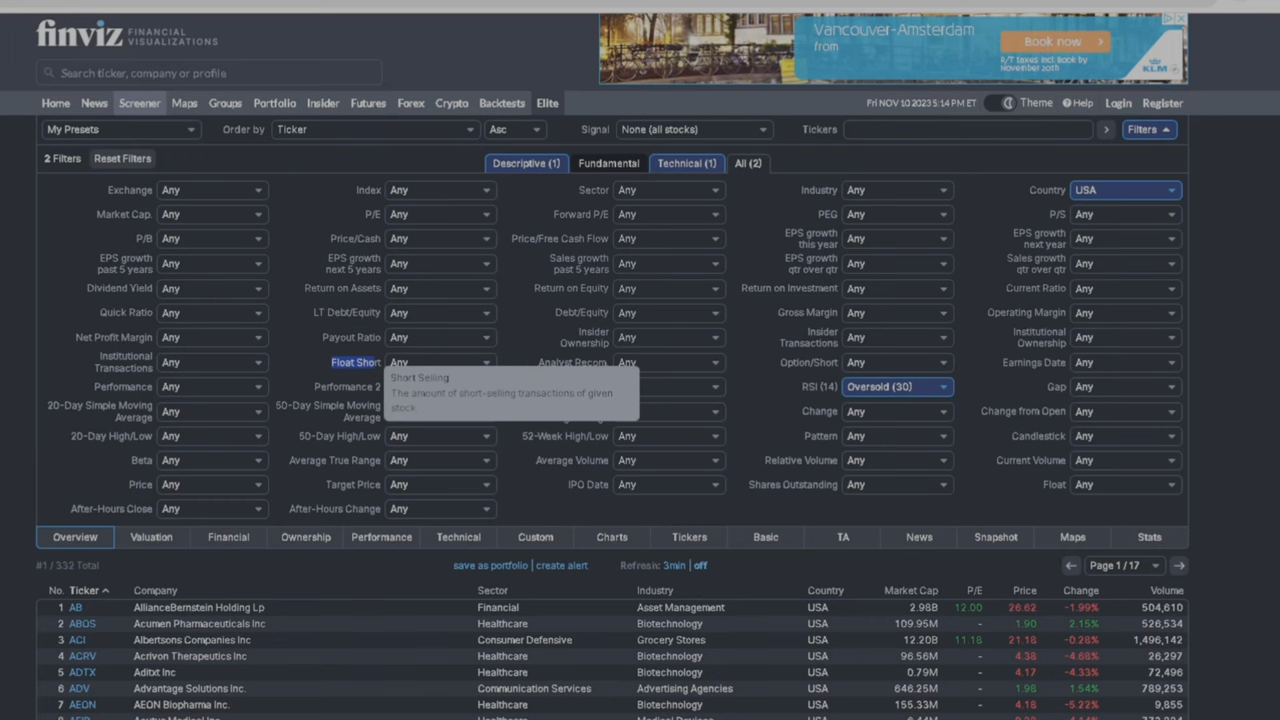 finviz FINANCIAL VISUALIZATIONS
Vancouver-Amsterdam
from
Book now >
R/T taxes incl Book by
November 20th
KLM
Search ticker, company or profile
Home News Screener Maps Groups Portfolio Insider Futures Forex Crypto Backtests Elite Fri NOV 10 2023 5:14 PM ET Theme Help Login Register
My Presets Order by Ticker Asc Signal None (all stocks) Tickers > Filters
2 Filters Reset Filters Descriptive (1) Fundamental Technical (1) All (2)
Exchange Any Index Any Sector Any Industry Any Country USA
Market Cap. Any P/E Any Forward P/E Any PEG Any P/S Any
P/B Any Price/Cash Any Price/Free Cash Flow Any EPS growth this year Any EPS growth next year Any
EPS growth past 5 years Any EPS growth next 5 years Any Sales growth past 5 years Any EPS growth qtr over qtr Any Sales growth qtr over qtr Any
Dividend Yield Any Return on Assets Any Return on Equity Any Return on Investment Any Current Ratio Any
Quick Ratio Any LT Debt/Equity Any Debt/Equity Any Gross Margin Any Operating Margin Any
Net Profit Margin Any Payout Ratio Any Insider Ownership Any Insider Transactions Any Institutional Ownership Any
Institutional Transactions Any Float Short Any Analyst Recom. Any Option/Short Any Earnings Date Any
Short Selling
The amount of short-selling transactions of given
stock.
Performance Any Performance 2 RSI (14) Oversold (30) Gap Any
20-Day Simple Moving Average Any 50-Day Simple Moving Average Change Any Change from Open Any
20-Day High/Low Any 50-Day High/Low Any 52-Week High/Low Any Pattern Any Candlestick Any
Beta Any Average True Range Any Average Volume Any Relative Volume Any Current Volume Any
Price Any Target Price Any IPO Date Any Shares Outstanding Any Float Any
After-Hours Close Any After-Hours Change Any
Overview Valuation Financial Ownership Performance Technical Custom Charts Tickers Basic TA News Snapshot Maps Stats
#1 / 332 Total save as portfolio | create alert Refresh: 3min | off ← Page 1 / 17 →
No. Ticker Company Sector Industry Country Market Cap P/E Price Change Volume
1 AB AllianceBernstein Holding Lp Financial Asset Management USA 2.98B 12.00 26.62 -1.99% 504,610
2 ABOS Acumen Pharmaceuticals Inc Healthcare Biotechnology USA 109.95M - 1.90 2.15% 526,534
3 ACI Albertsons Companies Inc Consumer Defensive Grocery Stores USA 12.20B 11.18 21.18 -0.28% 1,496,142
4 ACRV Acrivon Therapeutics Inc Healthcare Biotechnology USA 96.56M - 4.38 -4.68% 26,297
5 ADTX Aditxt Inc Healthcare Biotechnology USA 0.79M - 4.17 -4.33% 72,496
6 ADV Advantage Solutions Inc. Communication Services Advertising Agencies USA 646.25M - 1.98 1.54% 789,253
7 AEON AEON Biopharma Inc. Healthcare Biotechnology USA 155.33M - 4.18 -5.22% 9,855